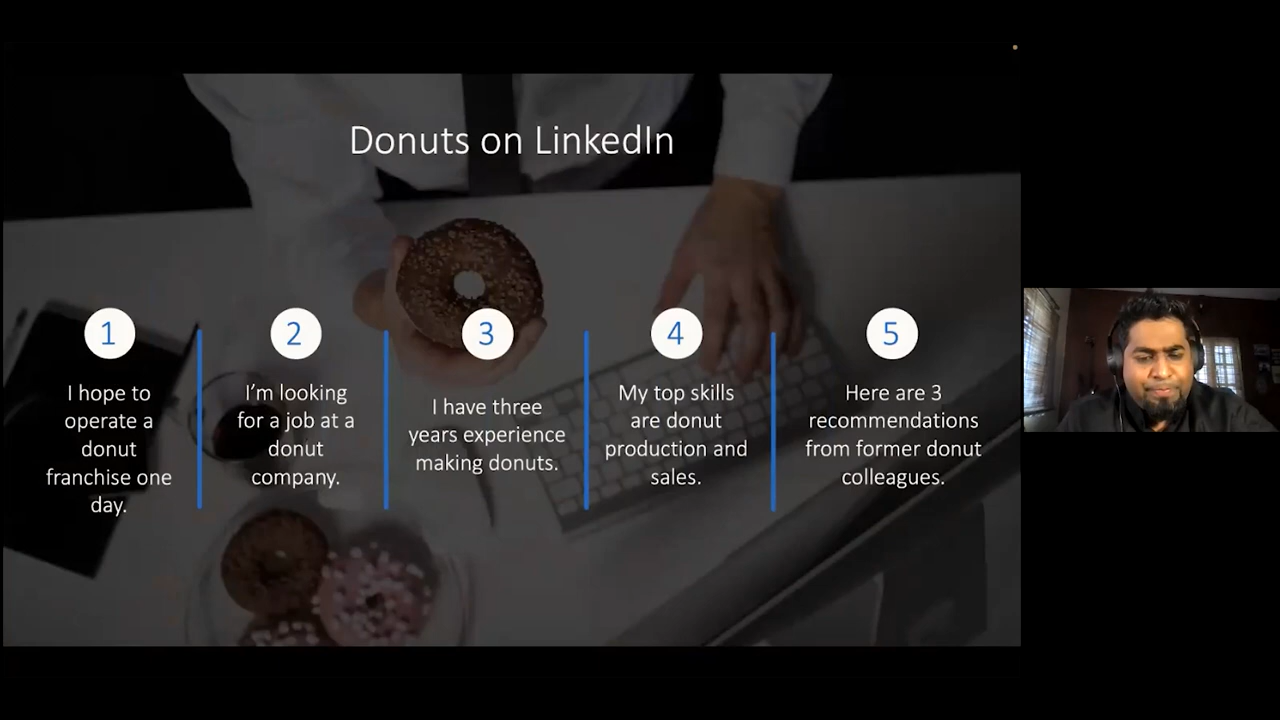 Donuts on LinkedIn
1
I hope to
operate a
donut
franchise one
day.
2
I’m looking
for a job at a
donut
company.
3
I have three
years experience
making donuts.
4
My top skills
are donut
production and
sales.
5
Here are 3
recommendations
from former donut
colleagues.